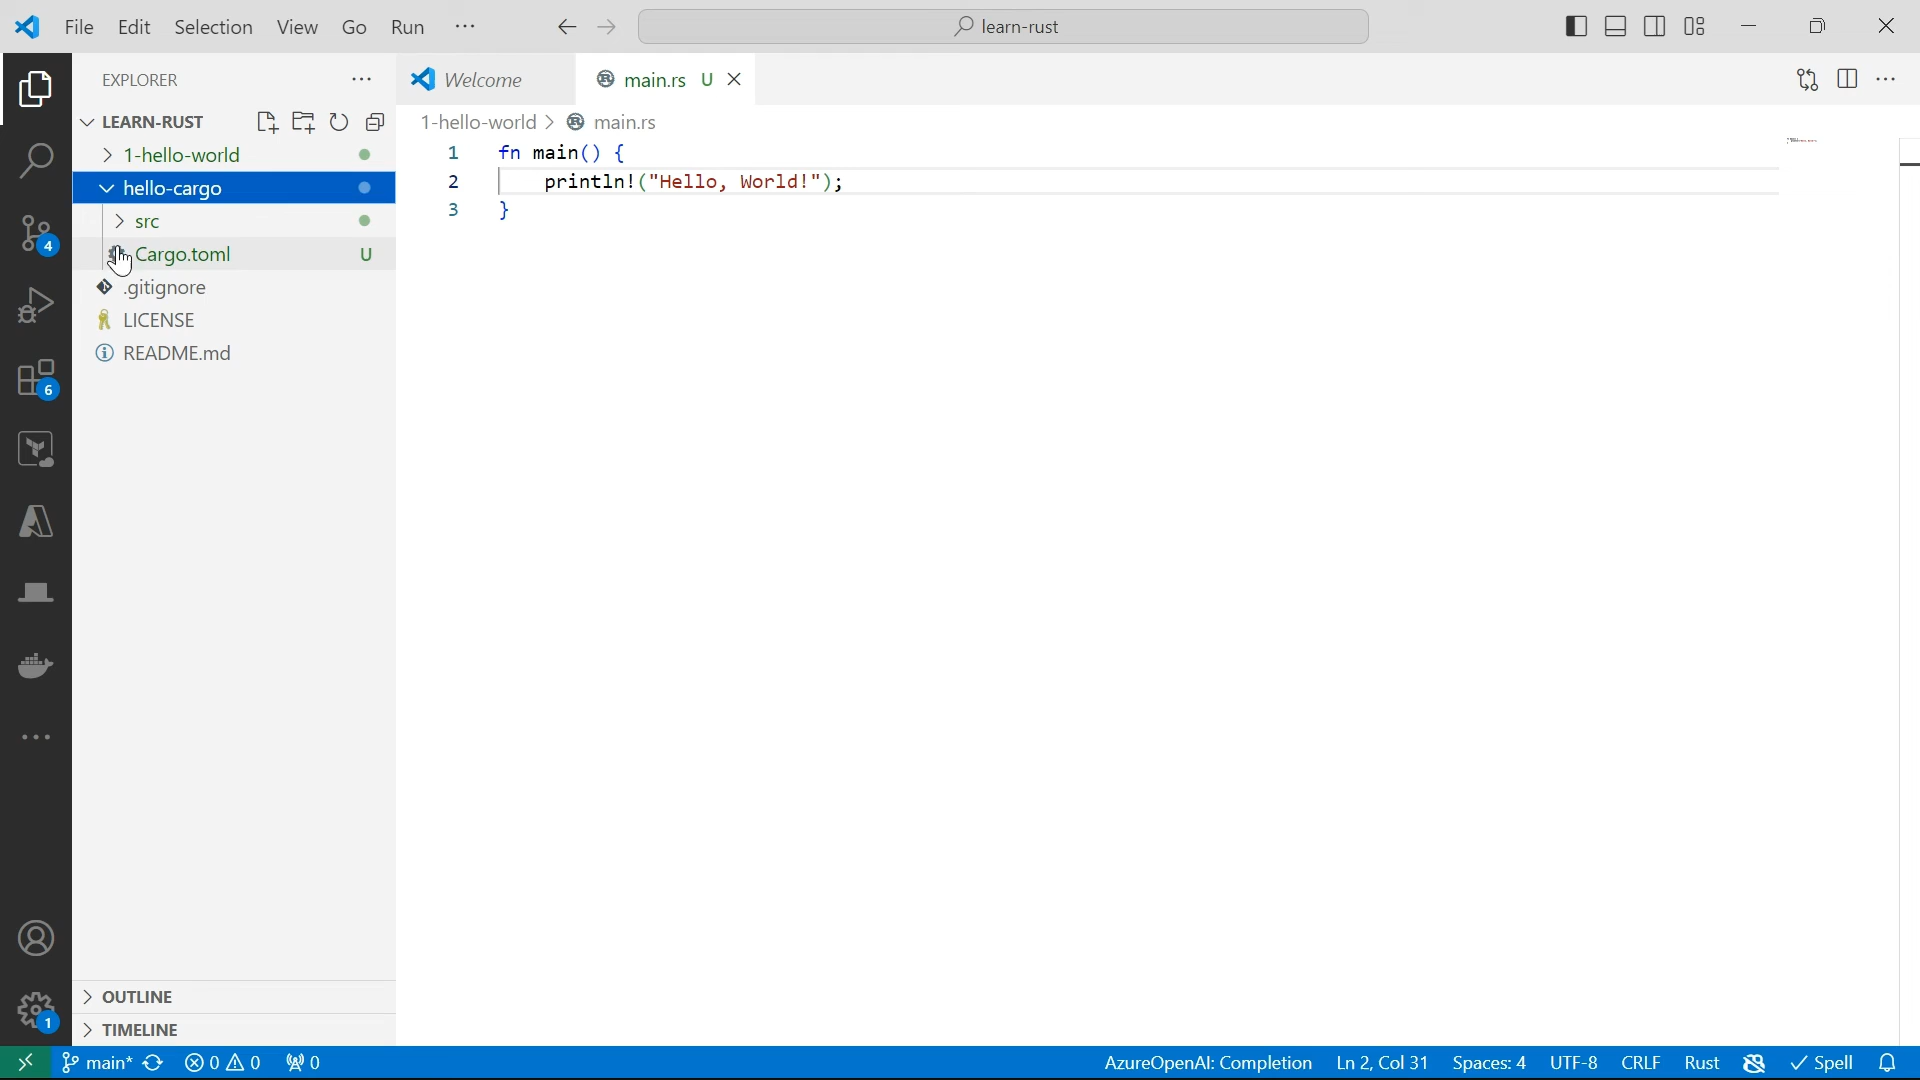 File Edit Selection View Go Run ··· learn-rust
EXPLORER ···
Welcome
main.rs U
LEARN-RUST
1-hello-world
hello-cargo
src
Cargo.toml U
.gitignore
LICENSE
README.md
OUTLINE
TIMELINE
1-hello-world > main.rs
1 fn main() {
2 println!("Hello, World!");
3 }
4
6
1
main* 0 0 0
AzureOpenAI: Completion Ln 2, Col 31 Spaces: 4 UTF-8 CRLF Rust Spell